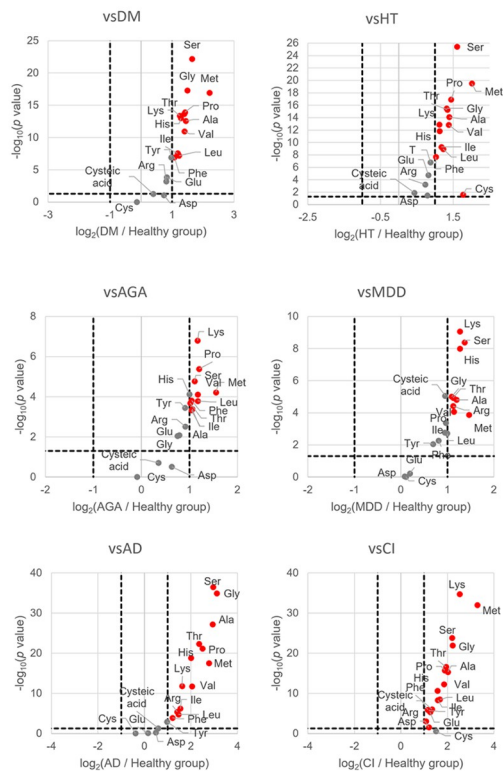 vsDM
-log10(p value)
25
20
15
10
5
0
-3
-1
1
3
Ser
Gly
Met
Thr
Lys
Pro
His
Ala
Ile
Val
Tyr
Leu
Arg
Phe
Cysteic
acid
Glu
Cys
Asp
log2(DM / Healthy group)
vsHT
-log10(p value)
26
24
22
20
18
16
14
12
10
8
6
4
2
0
-2.5
-0.5
1.5
Ser
Pro
Met
Thr
Gly
Lys
Ala
His
Val
T
Ile
Glu
Leu
Arg
Phe
Cysteic
acid
Cys
Asp
log2(HT / Healthy group)
vsAGA
-log10(p value)
8
6
4
2
0
-2
-1
0
1
2
Lys
Pro
His
Ser
Val
Met
Tyr
Leu
Phe
Arg
Thr
Ile
Glu
Ala
Gly
Cysteic
acid
Cys
Asp
log2(AGA / Healthy group)
vsMDD
-log10(p value)
10
8
6
4
2
0
-2
-1
0
1
2
Lys
Ser
His
Cysteic
acid
Gly
Thr
Ala
Val
Arg
Pro
Met
Ile
Tyr
Leu
Phe
Glu
Asp
Cys
log2(MDD / Healthy group)
vsAD
-log10(p value)
40
30
20
10
0
-4
-2
0
2
4
Ser
Gly
Ala
Thr
His
Pro
Met
Lys
Val
Arg
Ile
Cysteic
acid
Leu
Cys
Phe
Glu
Asp
Tyr
log2(AD / Healthy group)
vsCI
-log10(p value)
40
30
20
10
0
-4
-2
0
2
4
Lys
Met
Ser
Gly
Thr
Pro
Ala
His
Phe
Val
Cysteic
acid
Leu
Arg
Ile
Tyr
Asp
Glu
Cys
log2(CI / Healthy group)